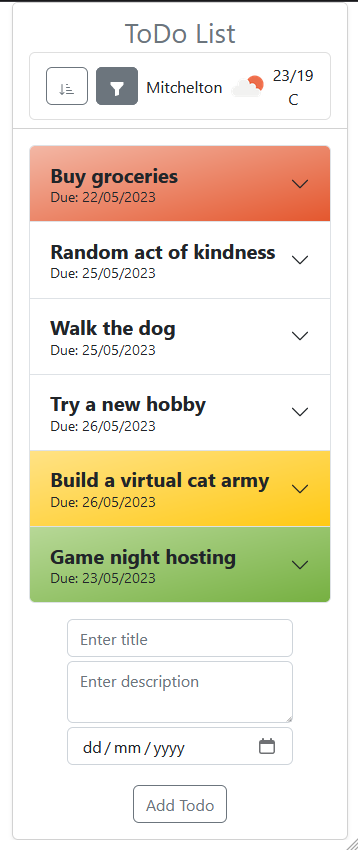 ToDo List
Mitchelton
23/19
C
Buy groceries
Due: 22/05/2023
Random act of kindness
Due: 25/05/2023
Walk the dog
Due: 25/05/2023
Try a new hobby
Due: 26/05/2023
Build a virtual cat army
Due: 26/05/2023
Game night hosting
Due: 23/05/2023
Enter title
Enter description
dd/mm/yyyy
Add Todo